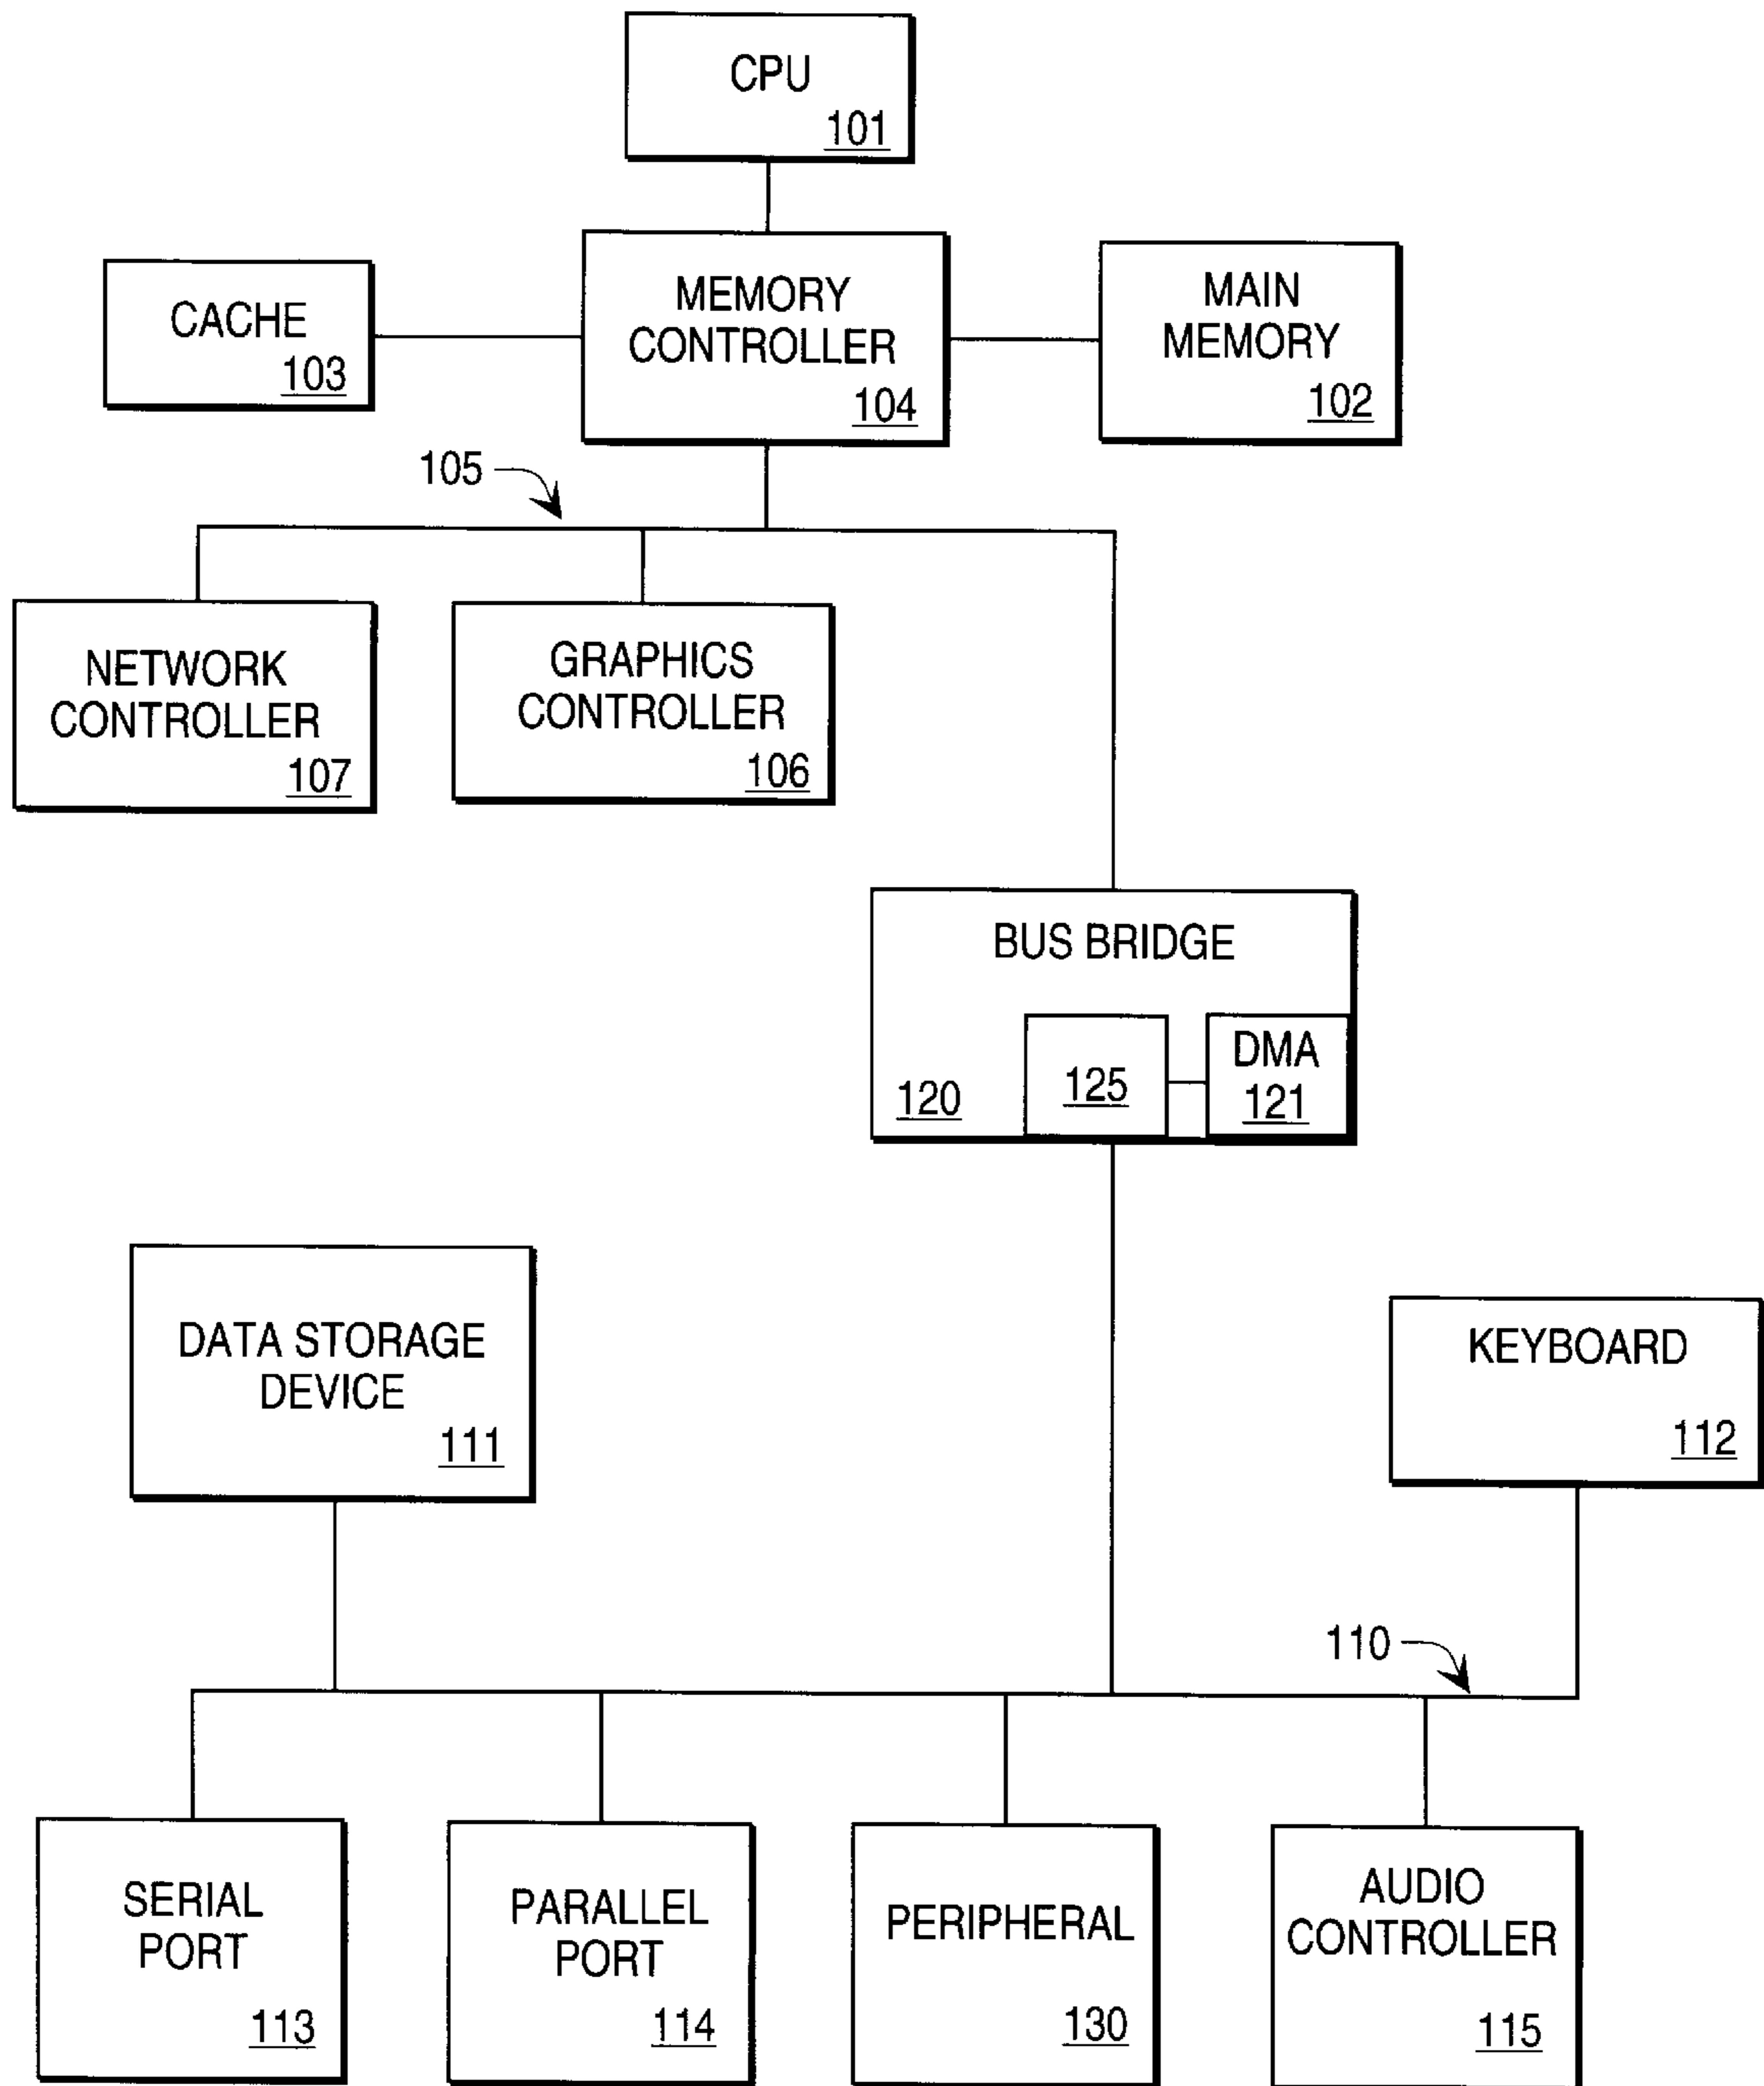 CPU
101
CACHE
103
MEMORY
CONTROLLER
104
MAIN
MEMORY
102
105
NETWORK
CONTROLLER
107
GRAPHICS
CONTROLLER
106
BUS BRIDGE
120
125
DMA
121
DATA STORAGE
DEVICE
111
KEYBOARD
112
110
SERIAL
PORT
113
PARALLEL
PORT
114
PERIPHERAL
130
AUDIO
CONTROLLER
115